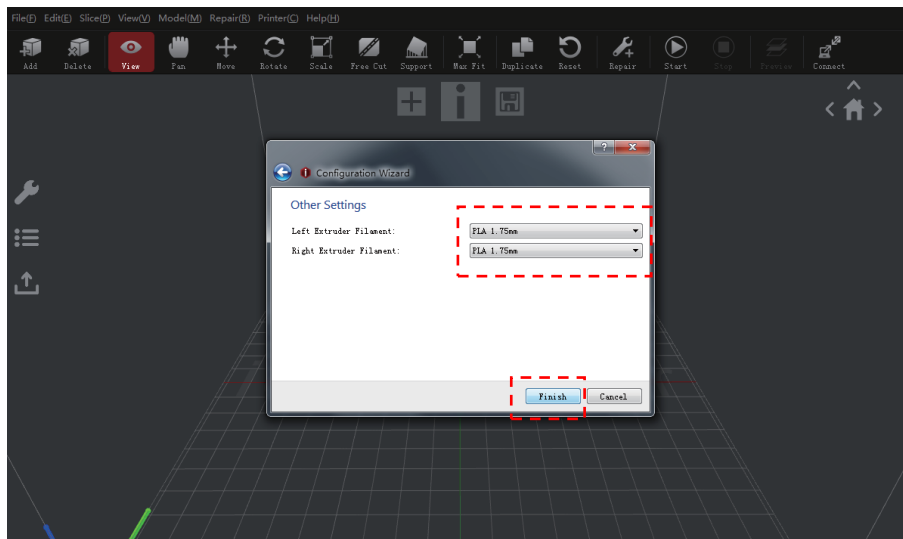 File(F) Edit(E) Slice(P) View(V) Model(M) Repair(R) Printer(C) Help(H)
Add Delete View Pan Move Rotate Scale Free Cut Support Max Fit Duplicate Reset Repair Start Stop Preview Connect
Configuration Wizard
Other Settings
Left Extruder Filament: PLA 1.75mm
Right Extruder Filament: PLA 1.75mm
Finish Cancel